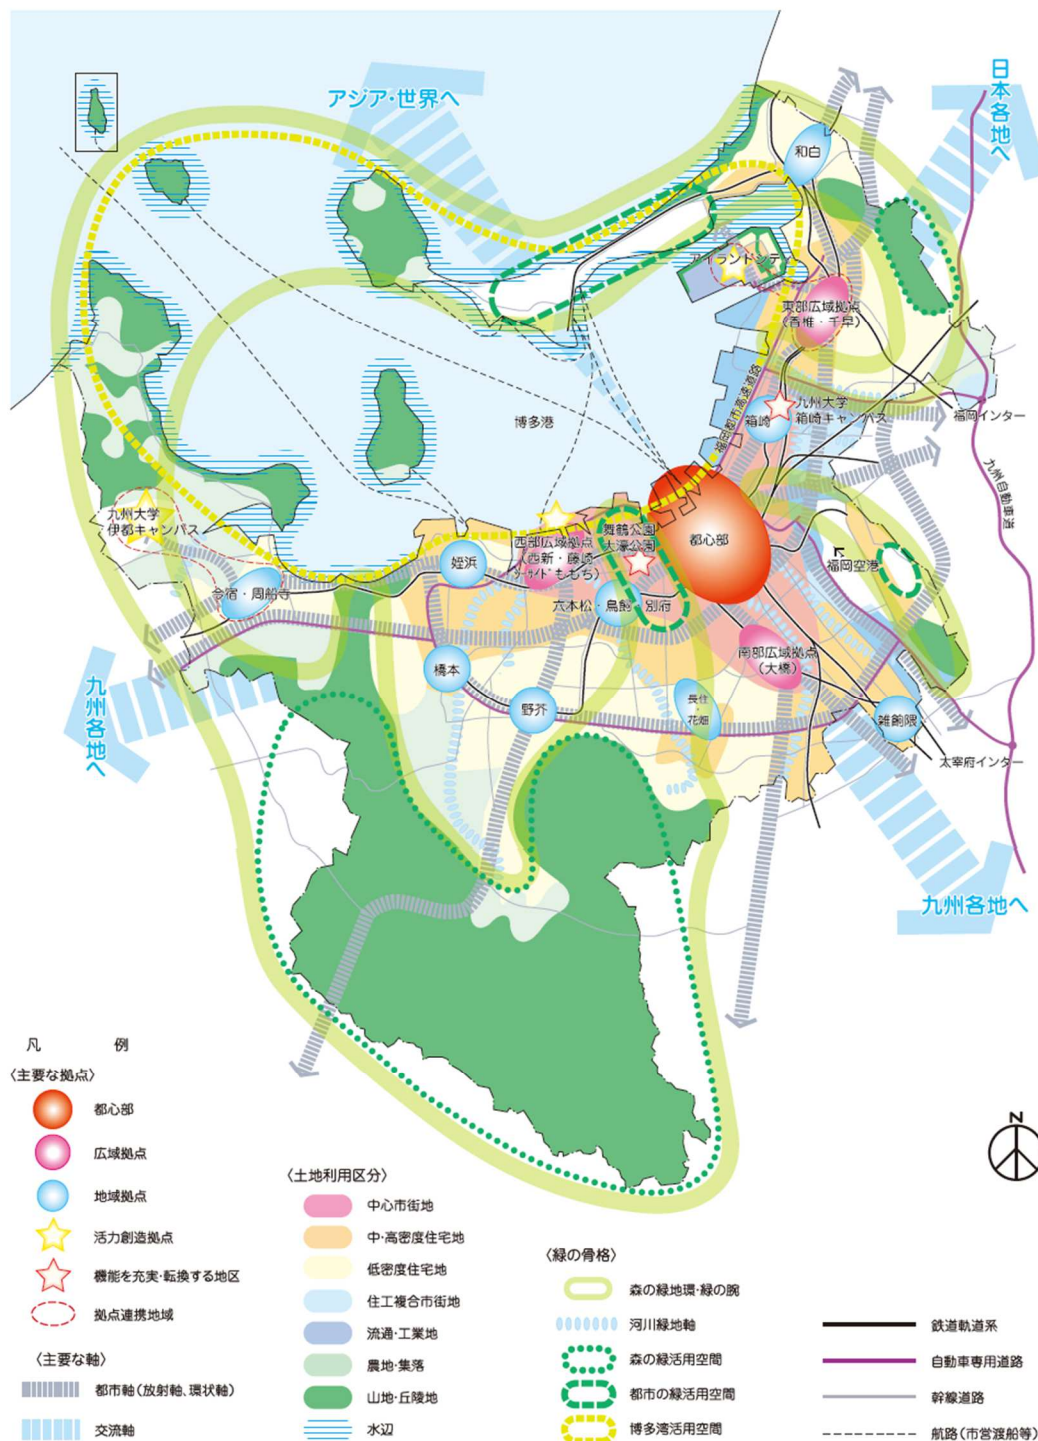 アジア・世界へ
日本各地へ
和白
アイランドシティ
東部広域拠点
(香椎・千早)
福岡都市高速道路
九州大学
箱崎キャンパス
箱崎
福岡インター
九州自動車道
博多港
九州大学
伊都キャンパス
今宿・周船寺
姪浜
西部広域拠点
(西新・藤崎
・シーサイドももち)
舞鶴公園
大濠公園
都心部
福岡空港
六本松・鳥飼・別府
南部広域拠点
(大橋)
橋本
野芥
長住
・
花畑
雑餉隈
太宰府インター
九州各地へ
九州各地へ
N
凡 例
〈主要な拠点〉
都心部
広域拠点
地域拠点
活力創造拠点
機能を充実・転換する地区
拠点連携地域
〈主要な軸〉
都市軸(放射軸、環状軸)
交流軸
〈土地利用区分〉
中心市街地
中・高密度住宅地
低密度住宅地
住工複合市街地
流通・工業地
農地・集落
山地・丘陵地
水辺
〈緑の骨格〉
森の緑地環・緑の腕
河川緑地軸
森の緑活用空間
都市の緑活用空間
博多湾活用空間
鉄道軌道系
自動車専用道路
幹線道路
航路(市営渡船等)